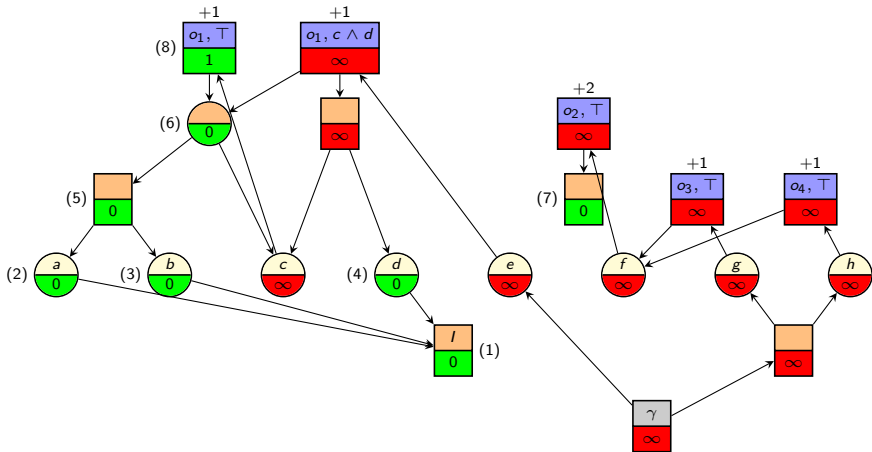 +1
+1
(8)
o₁, ⊤
1
o₁, c ∧ d
∞
(6)
0
∞
+2
o₂, ⊤
∞
+1
+1
(5)
0
(7)
0
o₃, ⊤
∞
o₄, ⊤
∞
(2)
a
0
(3)
b
0
c
∞
(4)
d
0
e
∞
f
∞
g
∞
h
∞
I
0
(1)
∞
γ
∞